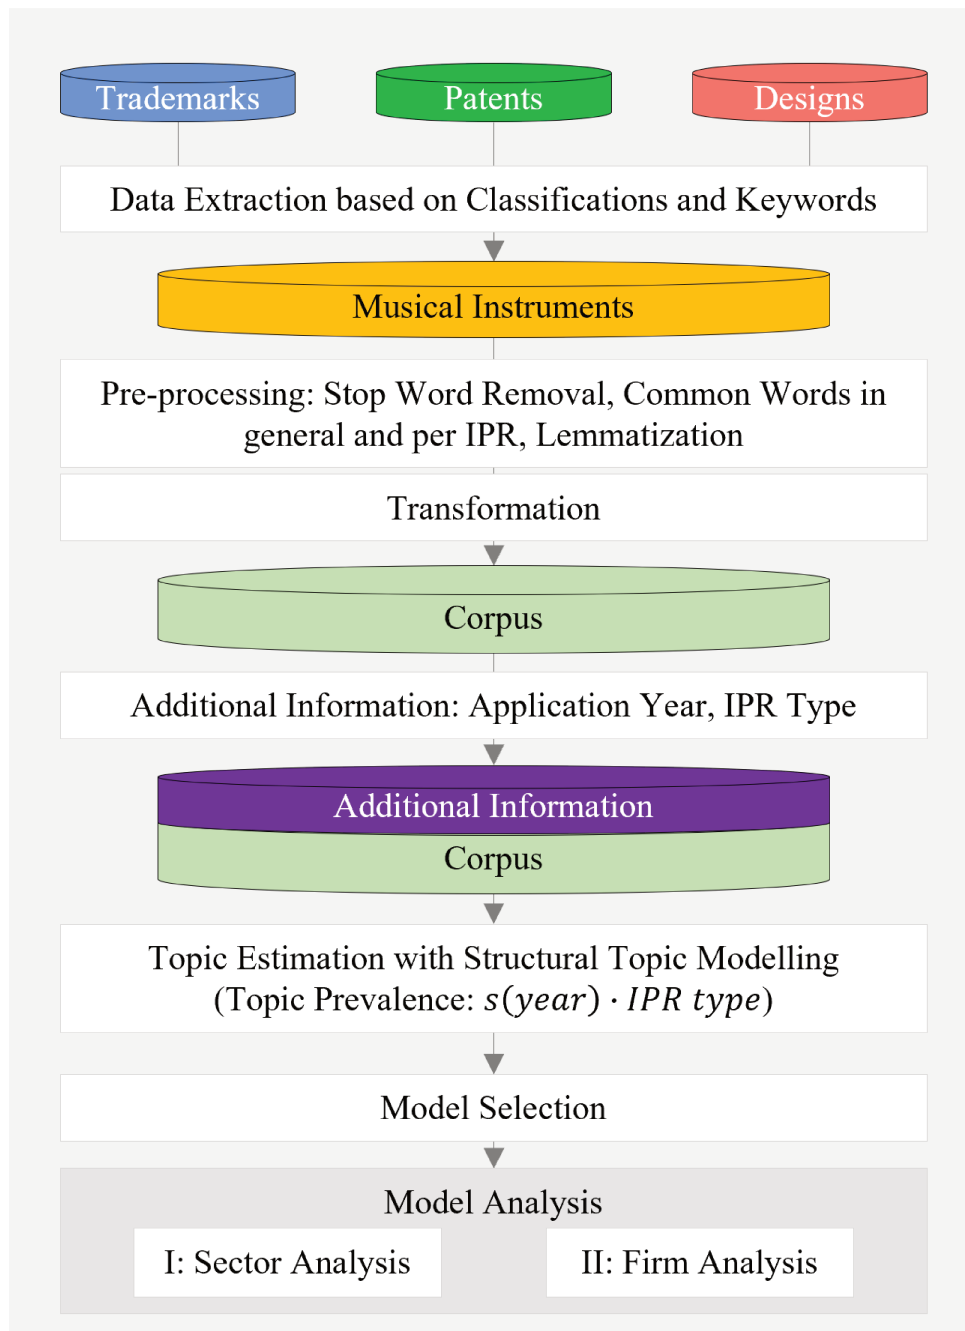 Trademarks
Patents
Designs
Data Extraction based on Classifications and Keywords
Musical Instruments
Pre-processing: Stop Word Removal, Common Words in
general and per IPR, Lemmatization
Transformation
Corpus
Additional Information: Application Year, IPR Type
Additional Information
Corpus
Topic Estimation with Structural Topic Modelling
(Topic Prevalence: s(year) · IPR type)
Model Selection
Model Analysis
I: Sector Analysis
II: Firm Analysis